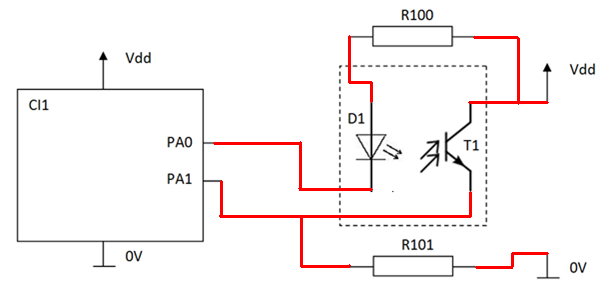 R100
Vdd
Vdd
CI1
D1
PA0
T1
PA1
R101
0V
0V